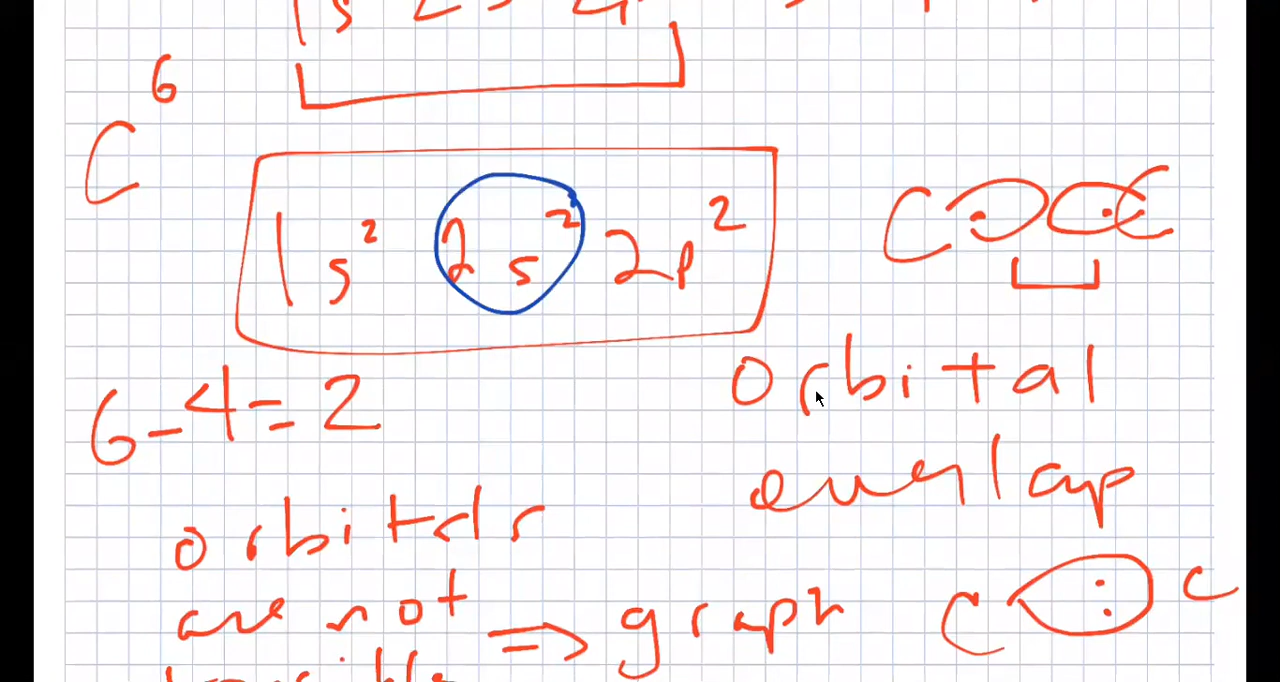 6
C
1s² 2s² 2p²
C C
6-4=2
orbital
overlap
orbitals
are not => graph
C : C